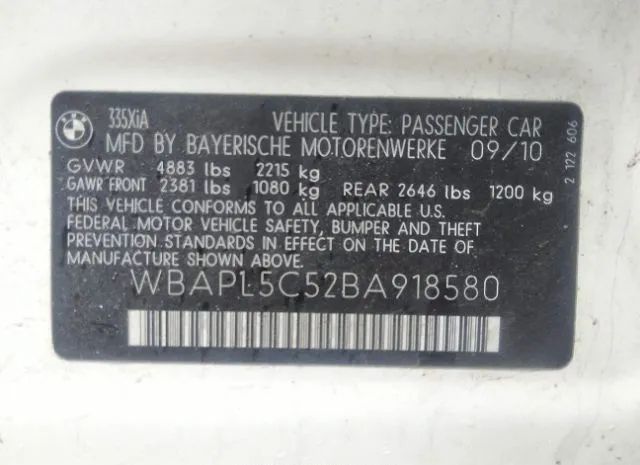 BMW
335XiA
VEHICLE TYPE: PASSENGER CAR
MFD BY BAYERISCHE MOTORENWERKE 09/10
GVWR 4883 lbs 2215 kg
GAWR FRONT 2381 lbs 1080 kg REAR 2646 lbs 1200 kg
THIS VEHICLE CONFORMS TO ALL APPLICABLE U.S.
FEDERAL MOTOR VEHICLE SAFETY, BUMPER AND THEFT
PREVENTION STANDARDS IN EFFECT ON THE DATE OF
MANUFACTURE SHOWN ABOVE.
WBAPL5C52BA918580
2 122 606